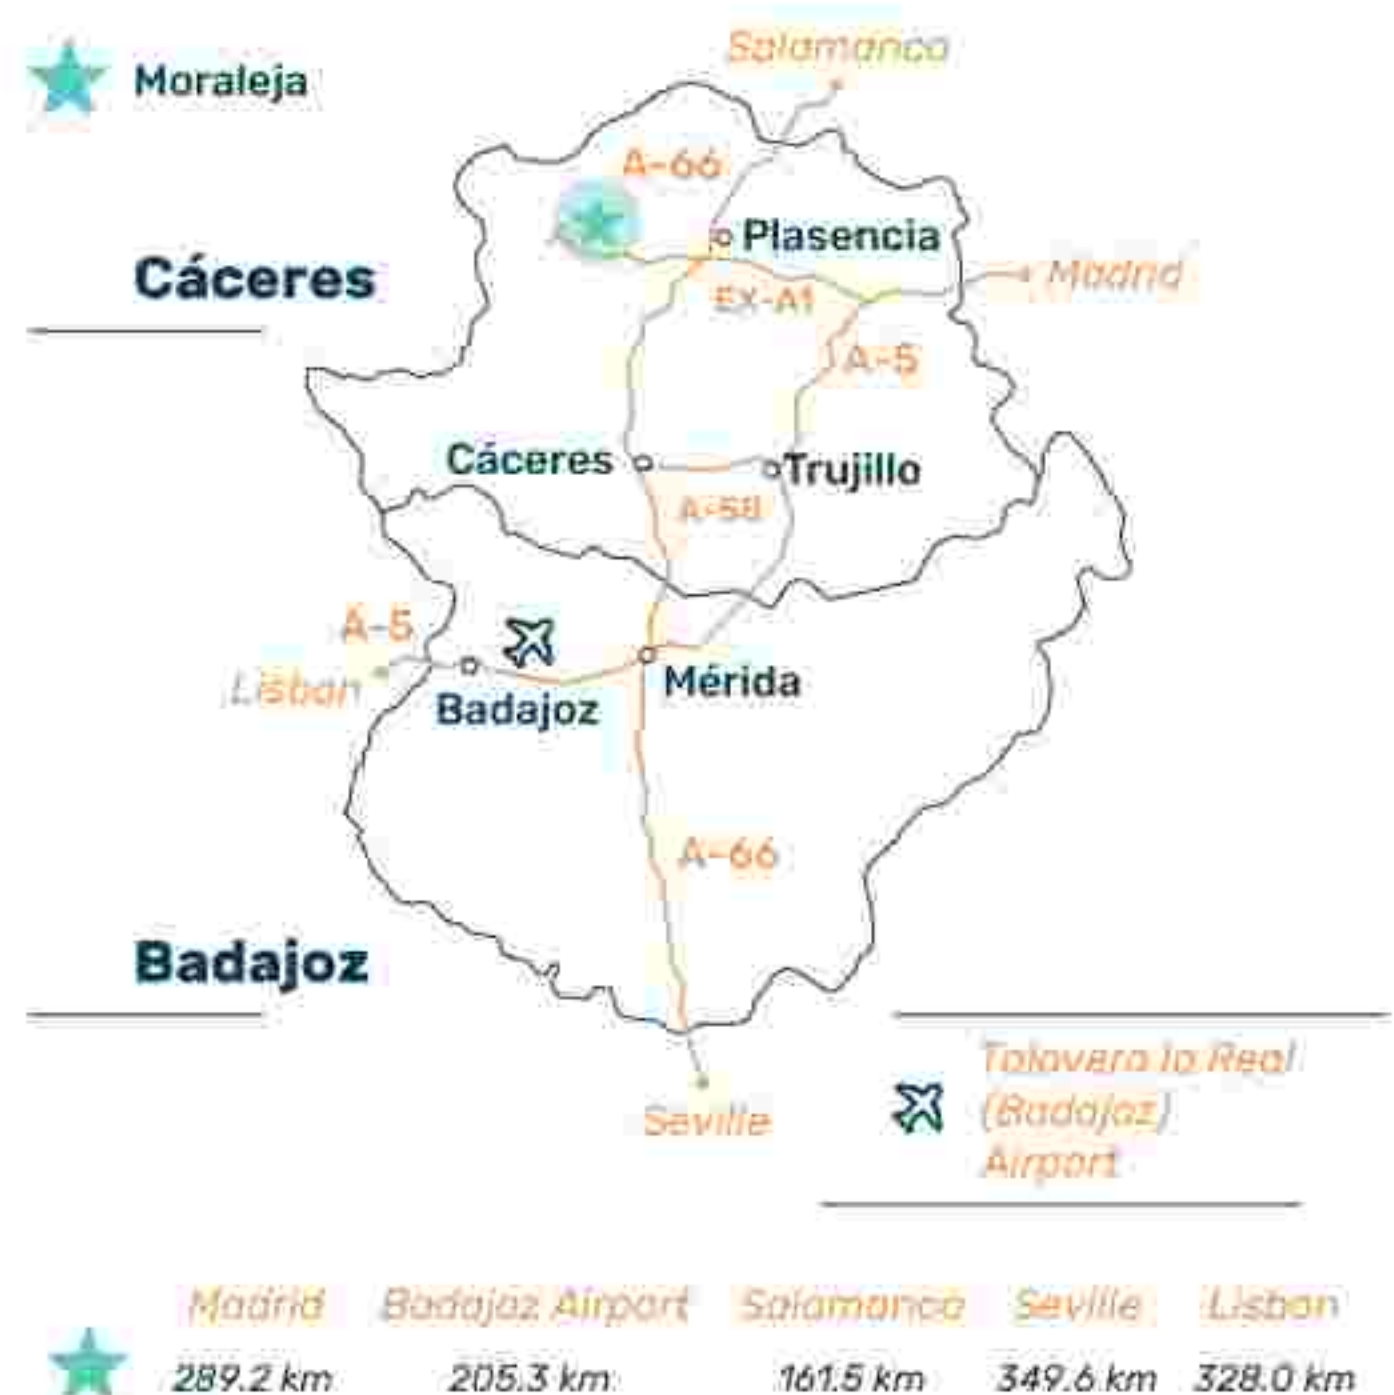 Salamanca
Moraleja
A-66
Plasencia
Cáceres
Madrid
EX-A1
A-5
Cáceres
Trujillo
A-58
A-5
Lisbon
Mérida
Badajoz
A-66
Badajoz
Talavera la Real
(Badajoz)
Airport
Seville
Madrid Badajoz Airport Salamanca Seville Lisbon
289.2 km 205.3 km 161.5 km 349.6 km 328.0 km